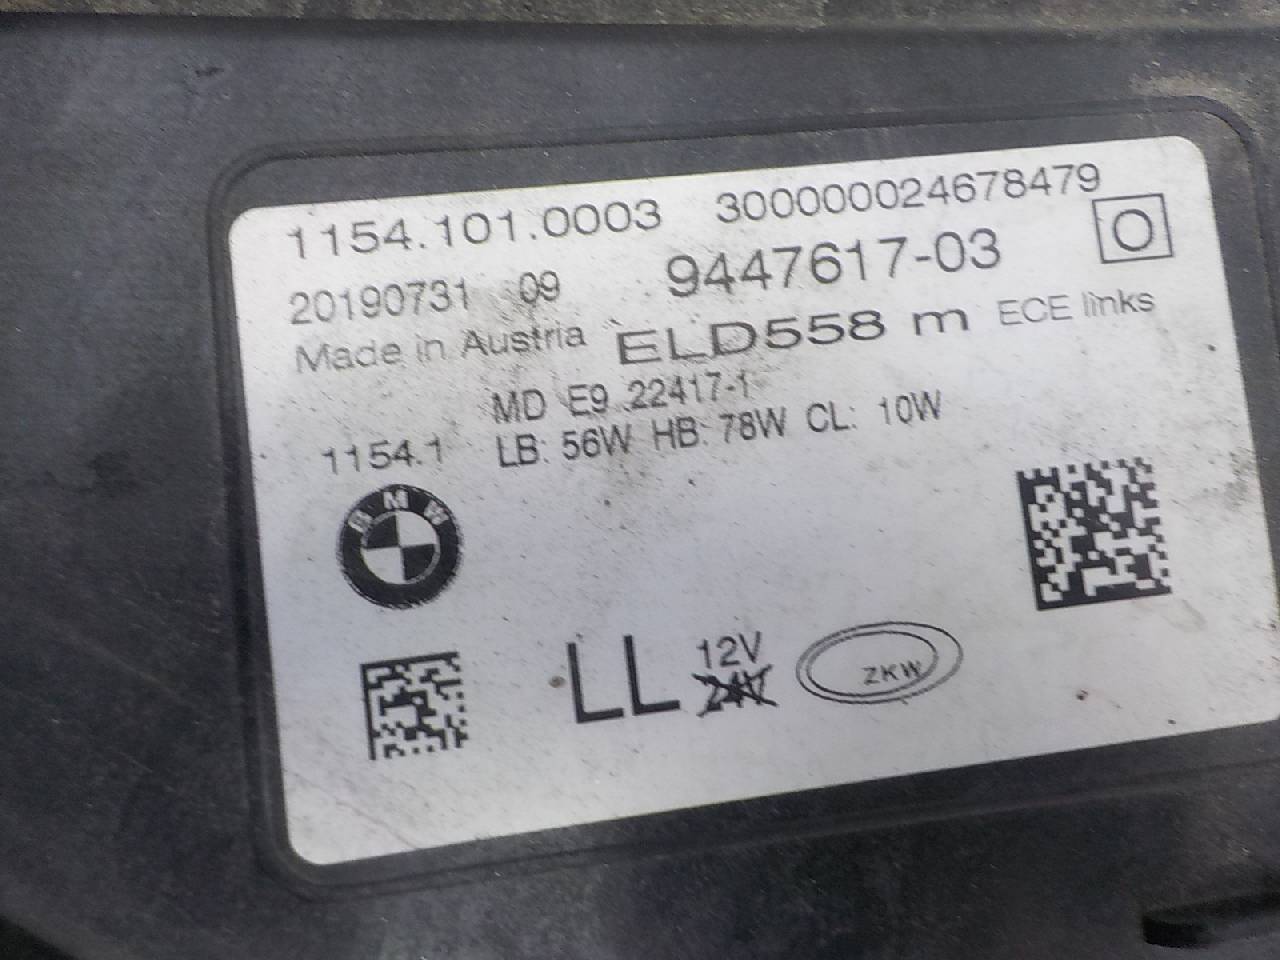 1154.101.0003 300000024678479
20190731 09 9447617-03 O
Made in Austria ELD558 m ECE links
MD E9 22417-1
1154.1 LB: 56W HB: 78W CL: 10W
BMW
LL 12V
24V
ZKW